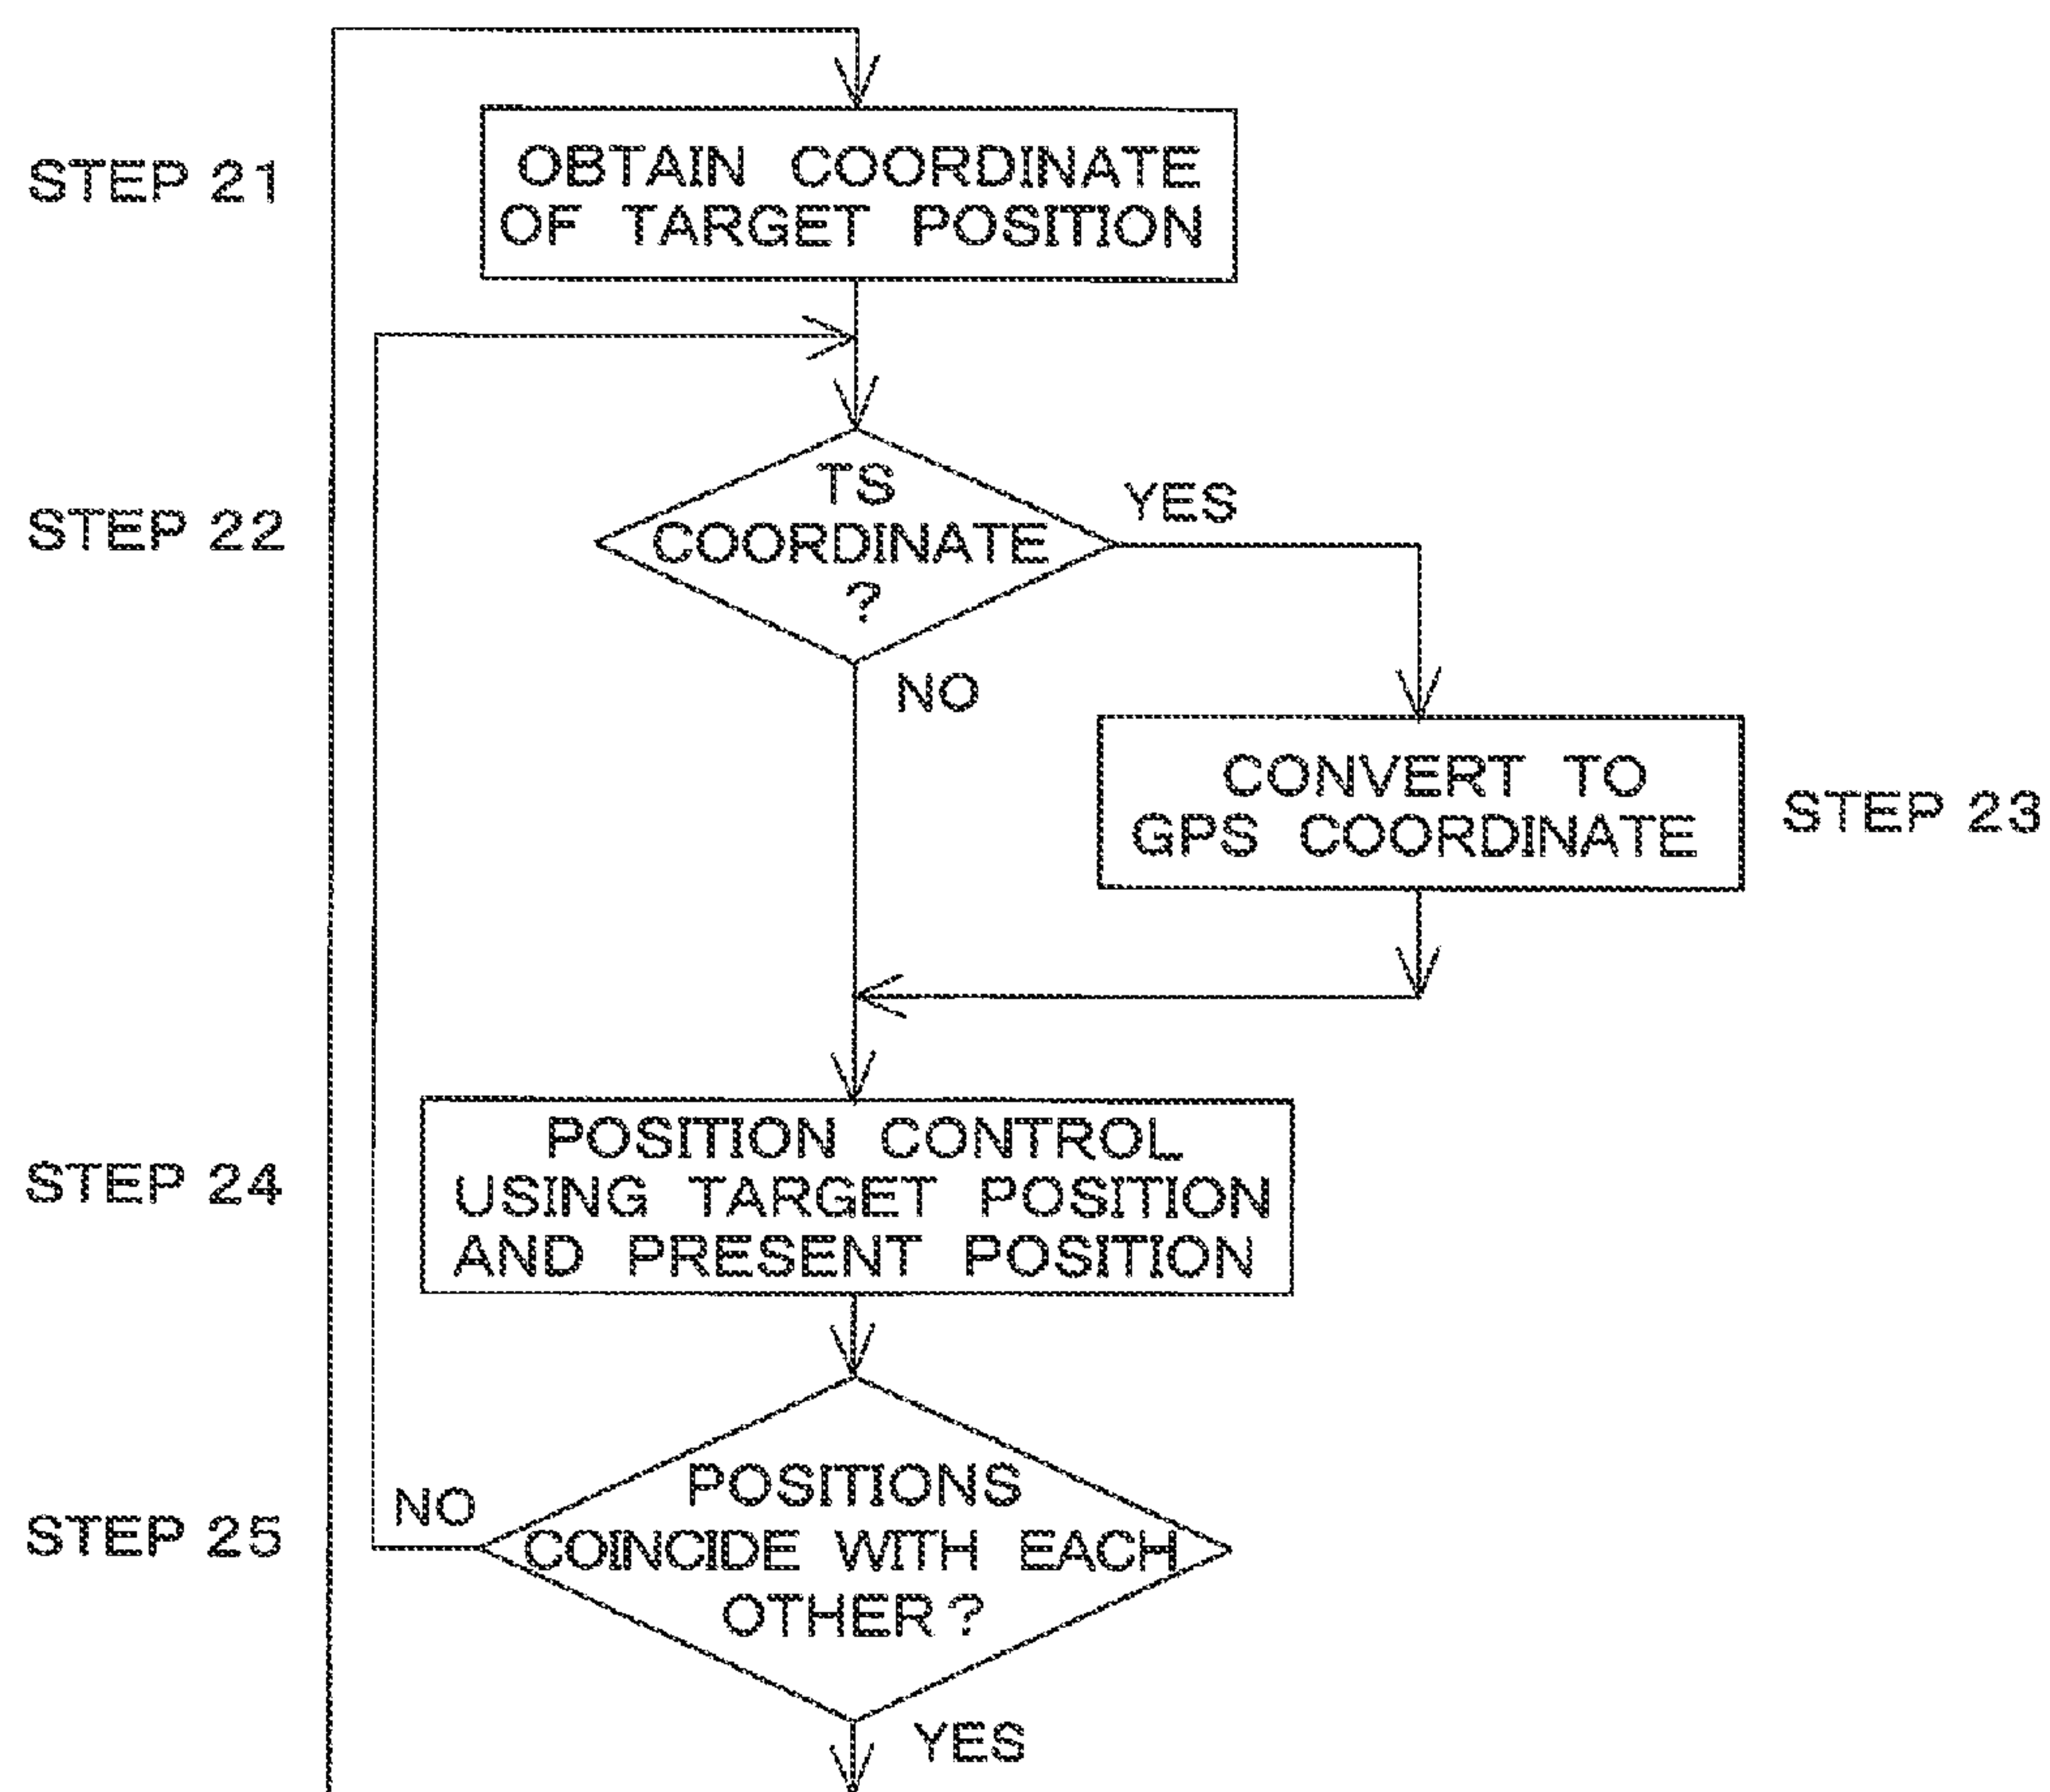 STEP 21
OBTAIN COORDINATE
OF TARGET POSITION
STEP 22
TS
COORDINATE
?
YES
NO
CONVERT TO
GPS COORDINATE
STEP 23
STEP 24
POSITION CONTROL
USING TARGET POSITION
AND PRESENT POSITION
STEP 25
NO
POSITIONS
COINCIDE WITH EACH
OTHER?
YES